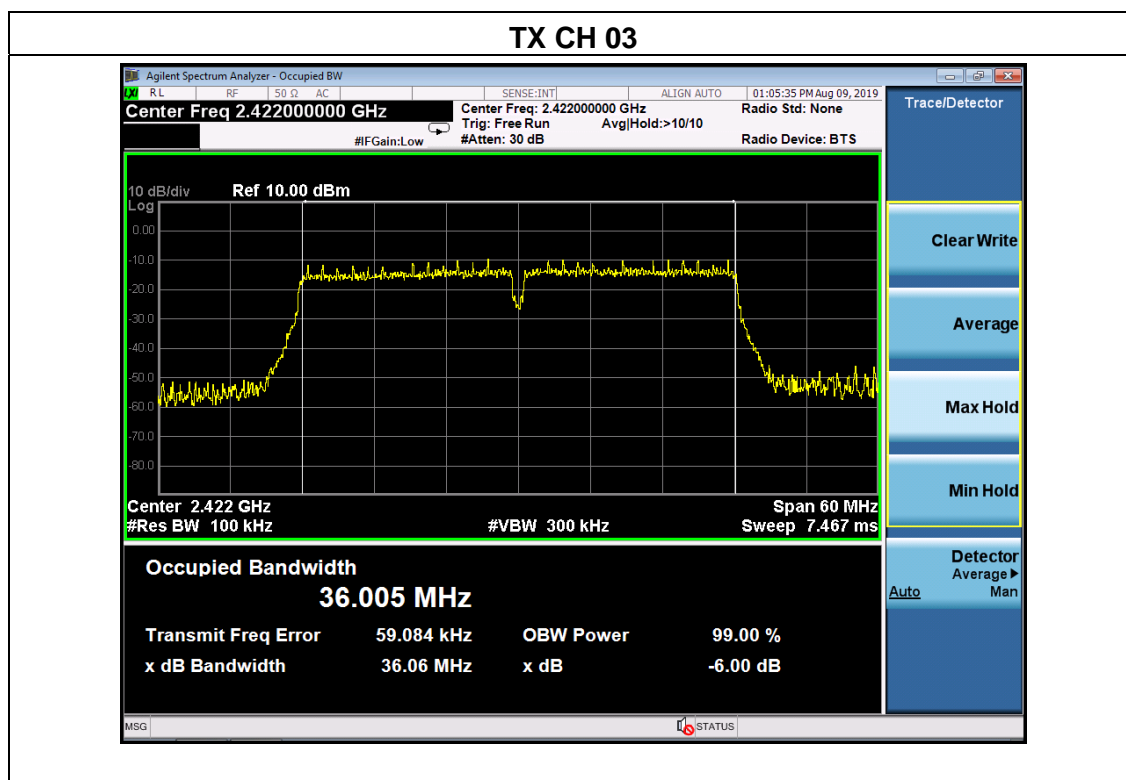 TX CH 03
Agilent Spectrum Analyzer - Occupied BW
LXI RL RF 50 Ω AC SENSE:INT ALIGN AUTO 01:05:35 PM Aug 09, 2019
Center Freq 2.422000000 GHz
Center Freq: 2.422000000 GHz
Radio Std: None
Trig: Free Run Avg|Hold:>10/10
#IFGain:Low
#Atten: 30 dB
Radio Device: BTS
10 dB/div Ref 10.00 dBm
Log
0.00
-10.0
-20.0
-30.0
-40.0
-50.0
-60.0
-70.0
-80.0
Center 2.422 GHz Span 60 MHz
#Res BW 100 kHz #VBW 300 kHz Sweep 7.467 ms
Occupied Bandwidth
36.005 MHz
Transmit Freq Error 59.084 kHz OBW Power 99.00 %
x dB Bandwidth 36.06 MHz x dB -6.00 dB
MSG STATUS
Trace/Detector
Clear Write
Average
Max Hold
Min Hold
Detector
Average
Auto Man